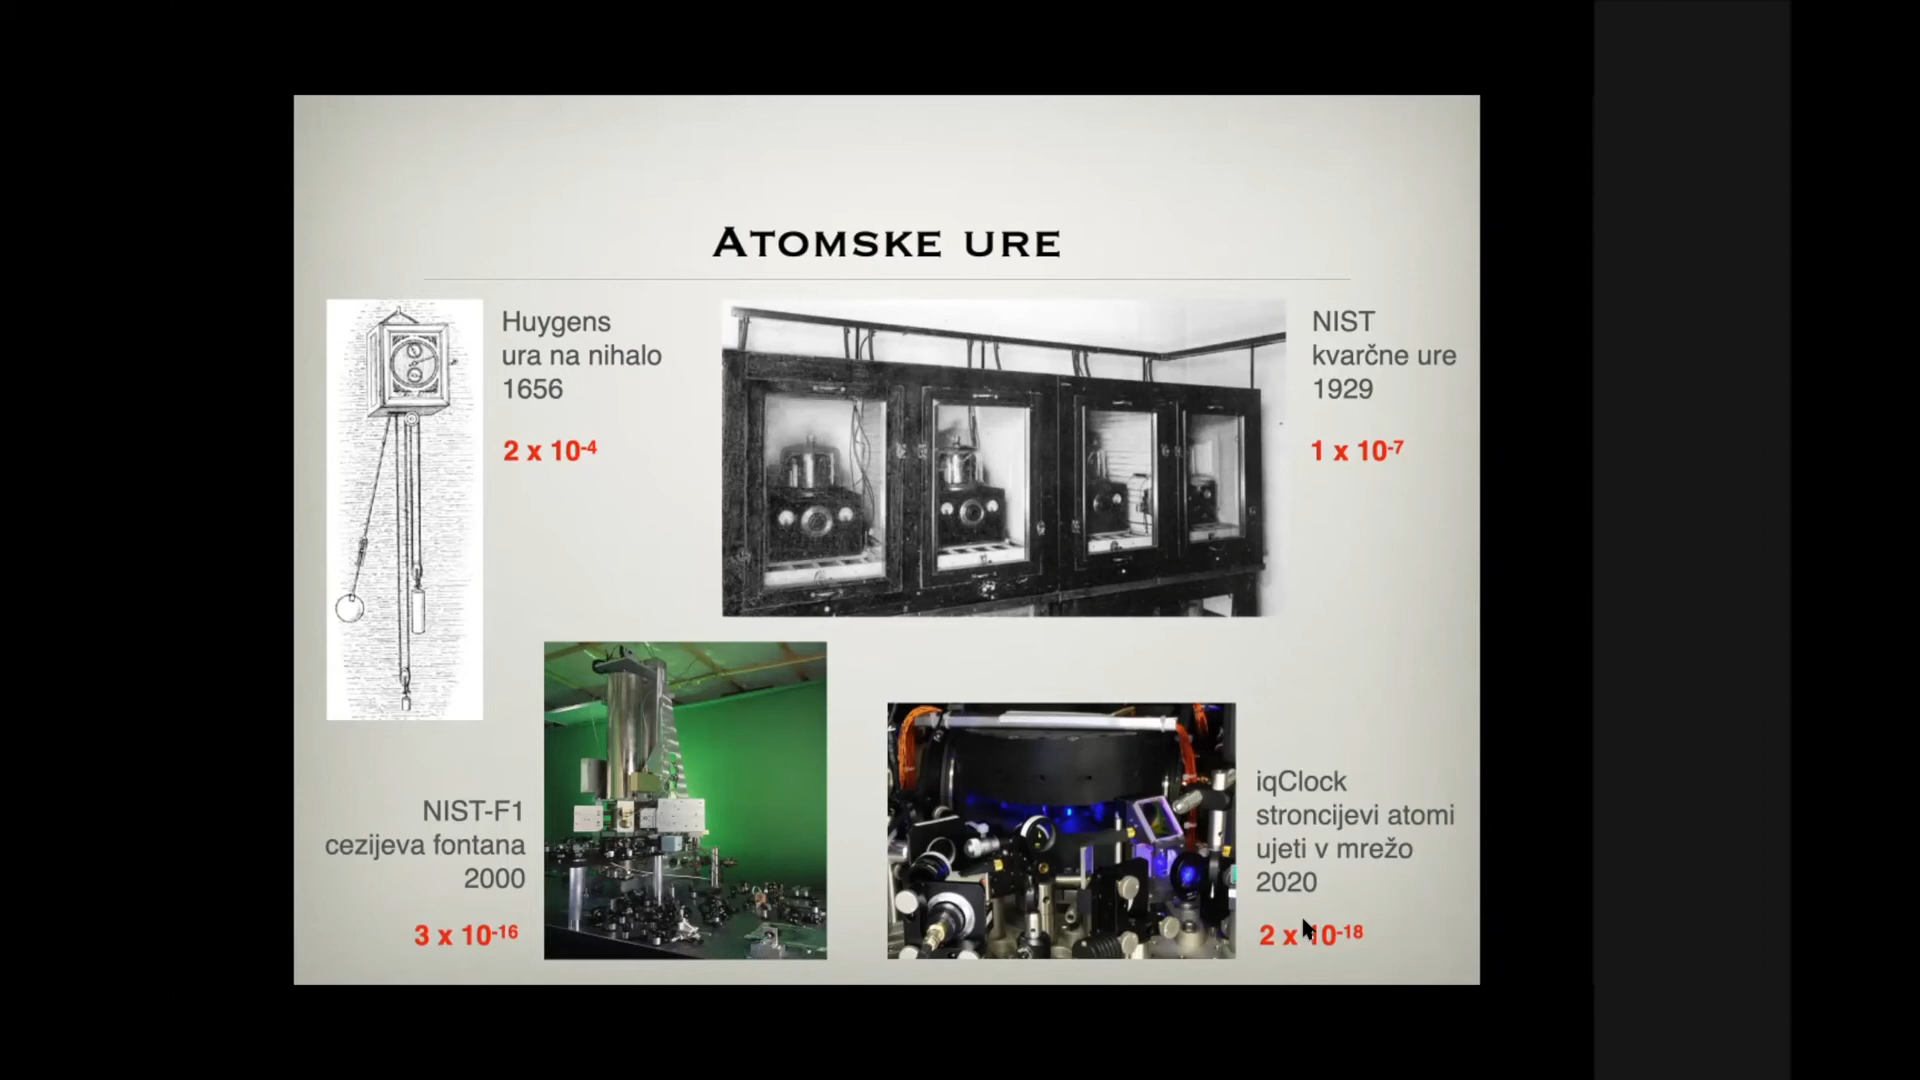 ATOMSKE URE
Huygens
ura na nihalo
1656
2 x 10-4
NIST
kvarčne ure
1929
1 x 10-7
NIST-F1
cezijeva fontana
2000
3 x 10-16
iqClock
stroncijevi atomi
ujeti v mrežo
2020
2 x 10-18